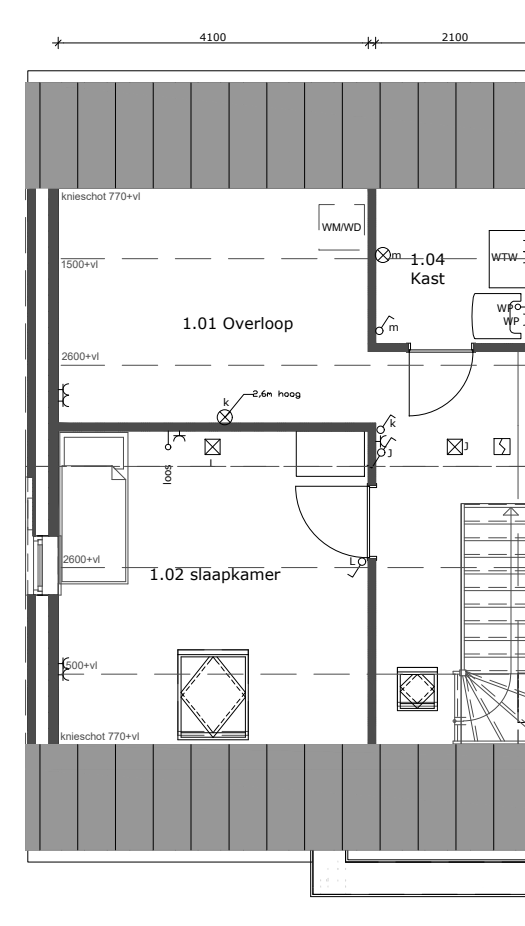 4100 2100
knieschot 770+vl
WM/WD
1500+vl
m
1.04
Kast
WTW
1.01 Overloop
WP
WP
m
2600+vl
k
2,6m hoog
k
J
J
loos
L
2600+vl
1.02 slaapkamer
L
500+vl
knieschot 770+vl